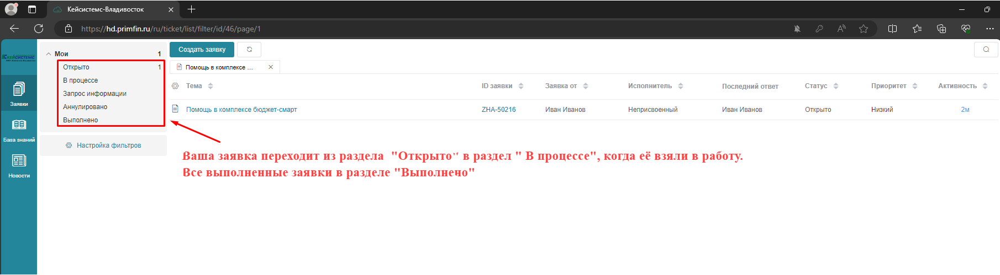 Кейсистемс-Владивосток
https://hd.primfin.ru/ru/ticket/list/filter/id/46/page/1
КЕЙСИСТЕМС
Заявки
База знаний
Новости
Мои 1
Открыто 1
В процессе
Запрос информации
Аннулировано
Выполнено
Настройка фильтров
Создать заявку
Помощь в комплексе ...
Тема ID заявки Заявка от Исполнитель Последний ответ Статус Приоритет Активность
Помощь в комплексе бюджет-смарт ZHA-50216 Иван Иванов Неприсвоенный Иван Иванов Открыто Низкий 2м
Ваша заявка переходит из раздела "Открыто" в раздел " В процессе", когда её взяли в работу.
Все выполненные заявки в разделе "Выполнено"